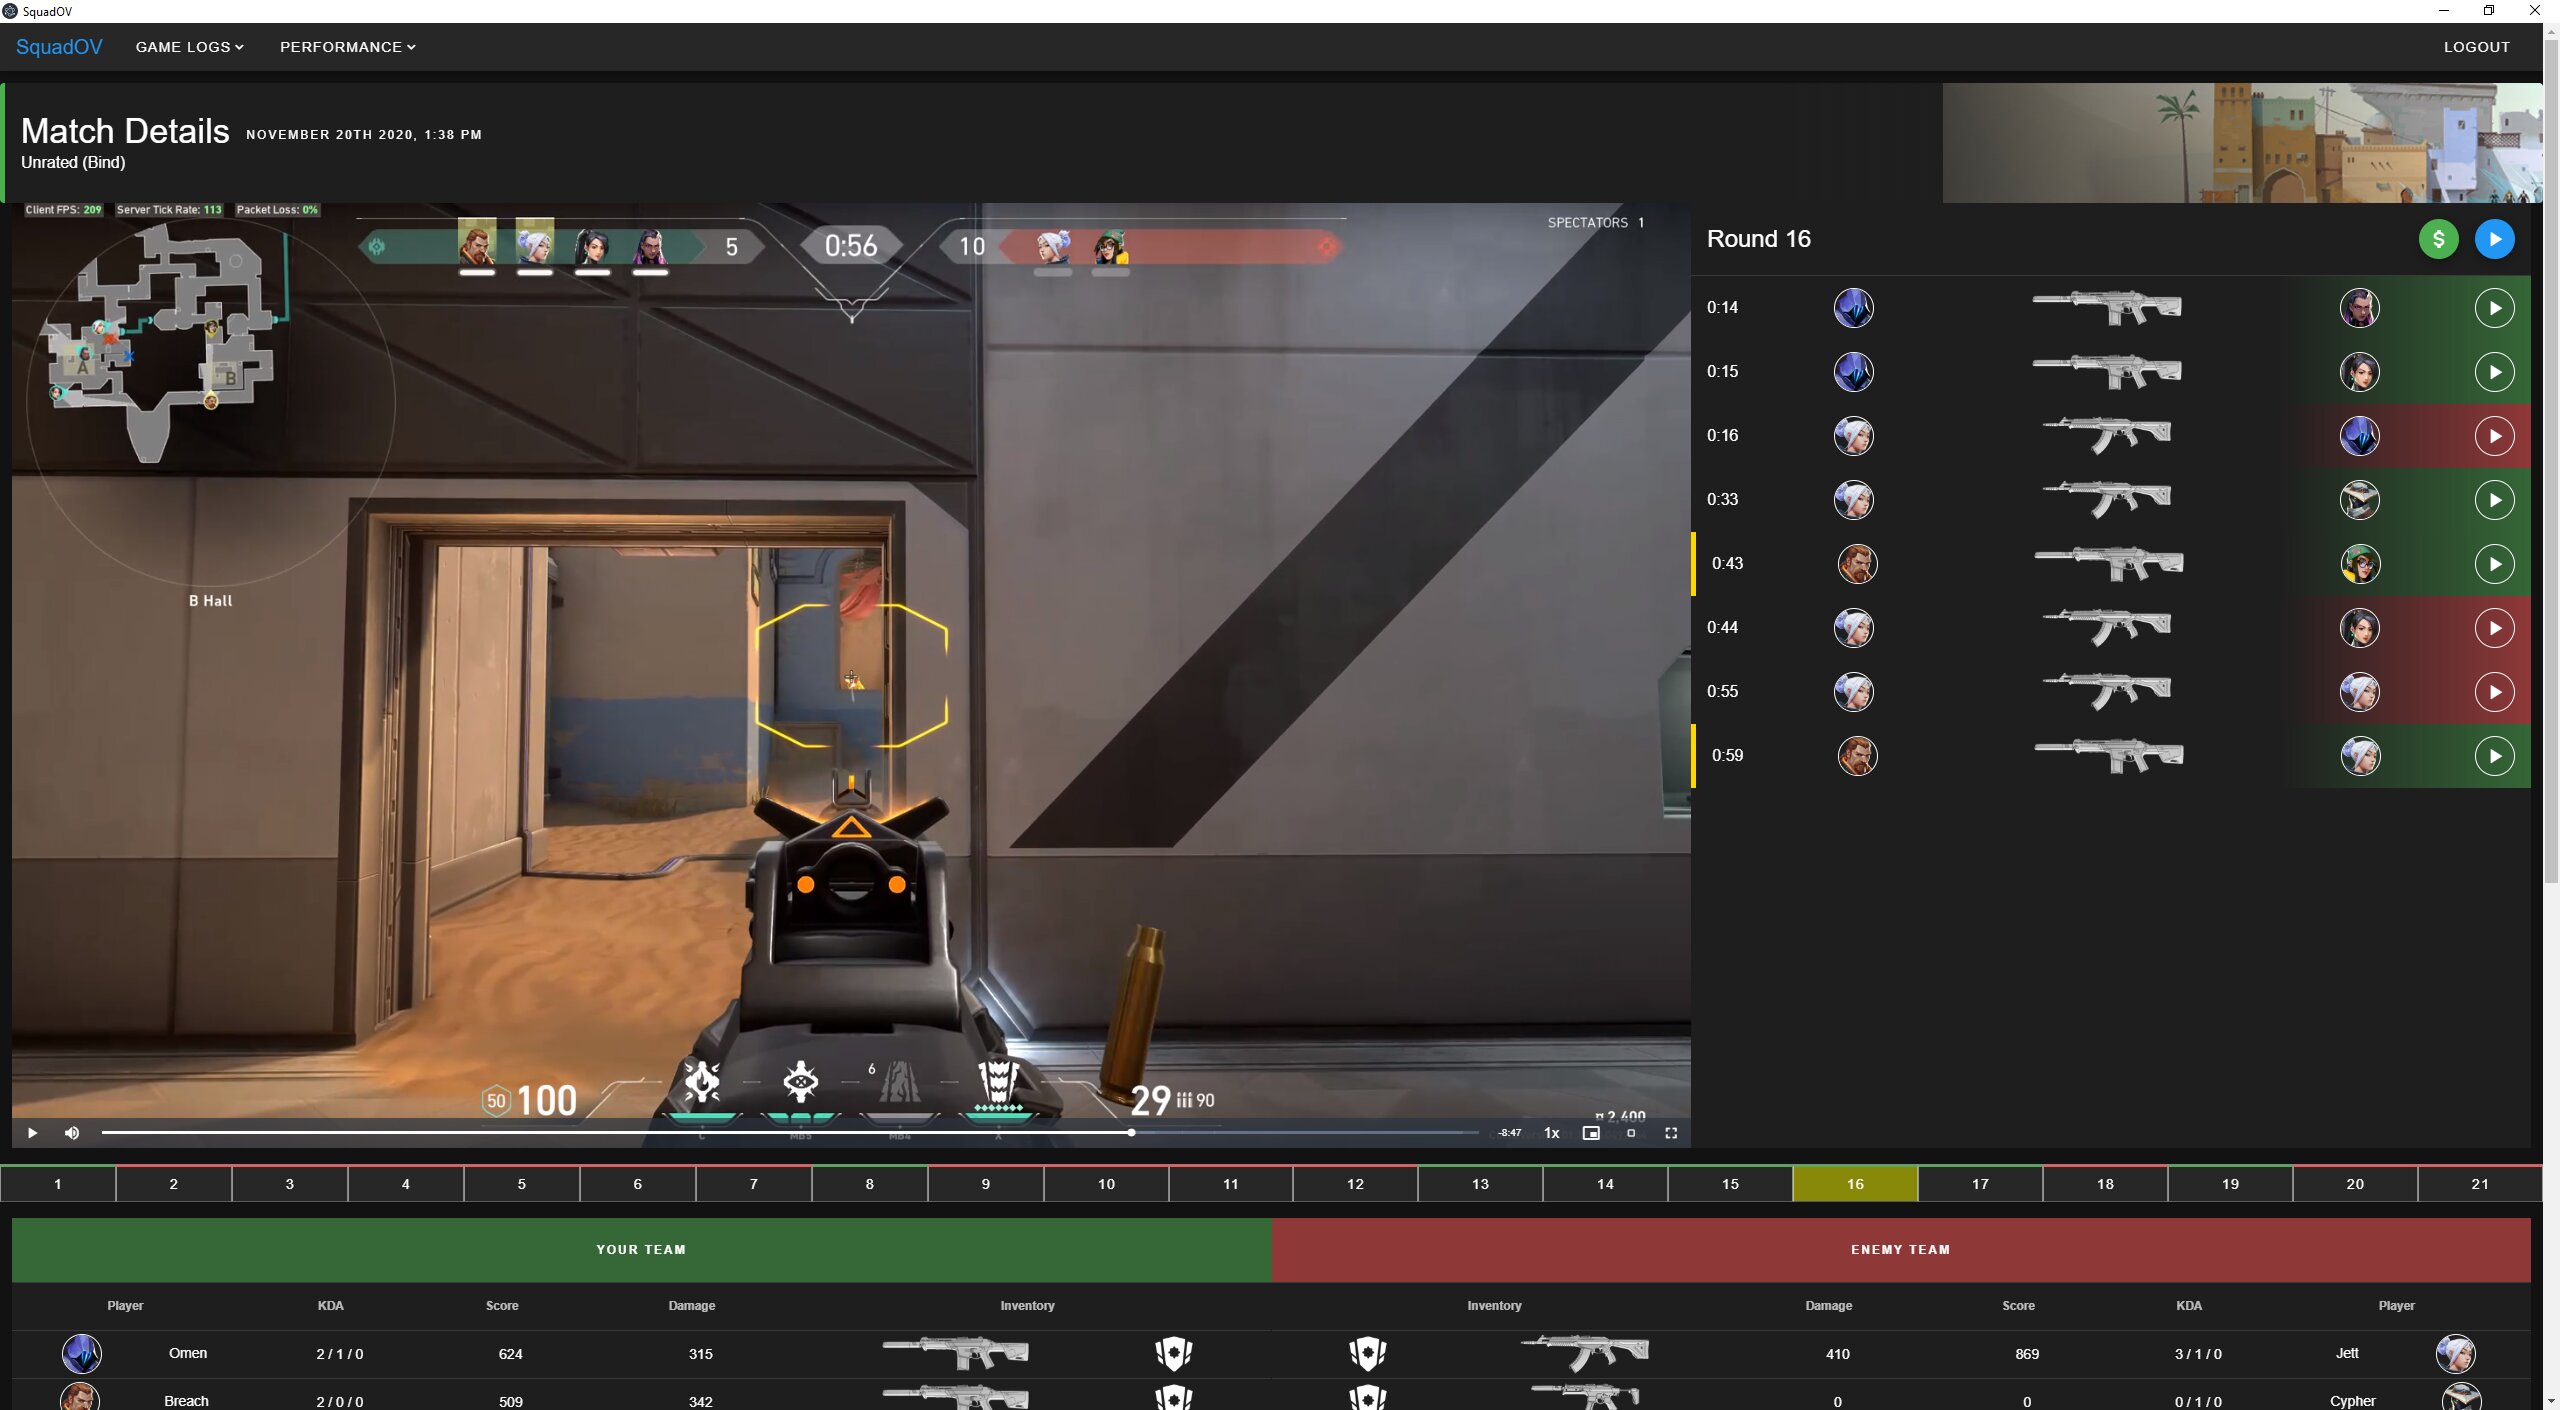 SquadOV
SquadOV GAME LOGS PERFORMANCE LOGOUT
Match Details NOVEMBER 20TH 2020, 1:38 PM
Unrated (Bind)
Client FPS: 209 Server Tick Rate: 113 Packet Loss: 0%
5 0:56 10
SPECTATORS 1
A
B
B Hall
50 100
6
29 90
2,400
C MB5 MB4 X
-8:47 1x
Round 16
$
0:14
0:15
0:16
0:33
0:43
0:44
0:55
0:59
1 2 3 4 5 6 7 8 9 10 11 12 13 14 15 16 17 18 19 20 21
YOUR TEAM ENEMY TEAM
Player KDA Score Damage Inventory Inventory Damage Score KDA Player
Omen 2 / 1 / 0 624 315 410 869 3 / 1 / 0 Jett
Breach 2 / 0 / 0 509 342 0 0 0 / 1 / 0 Cypher